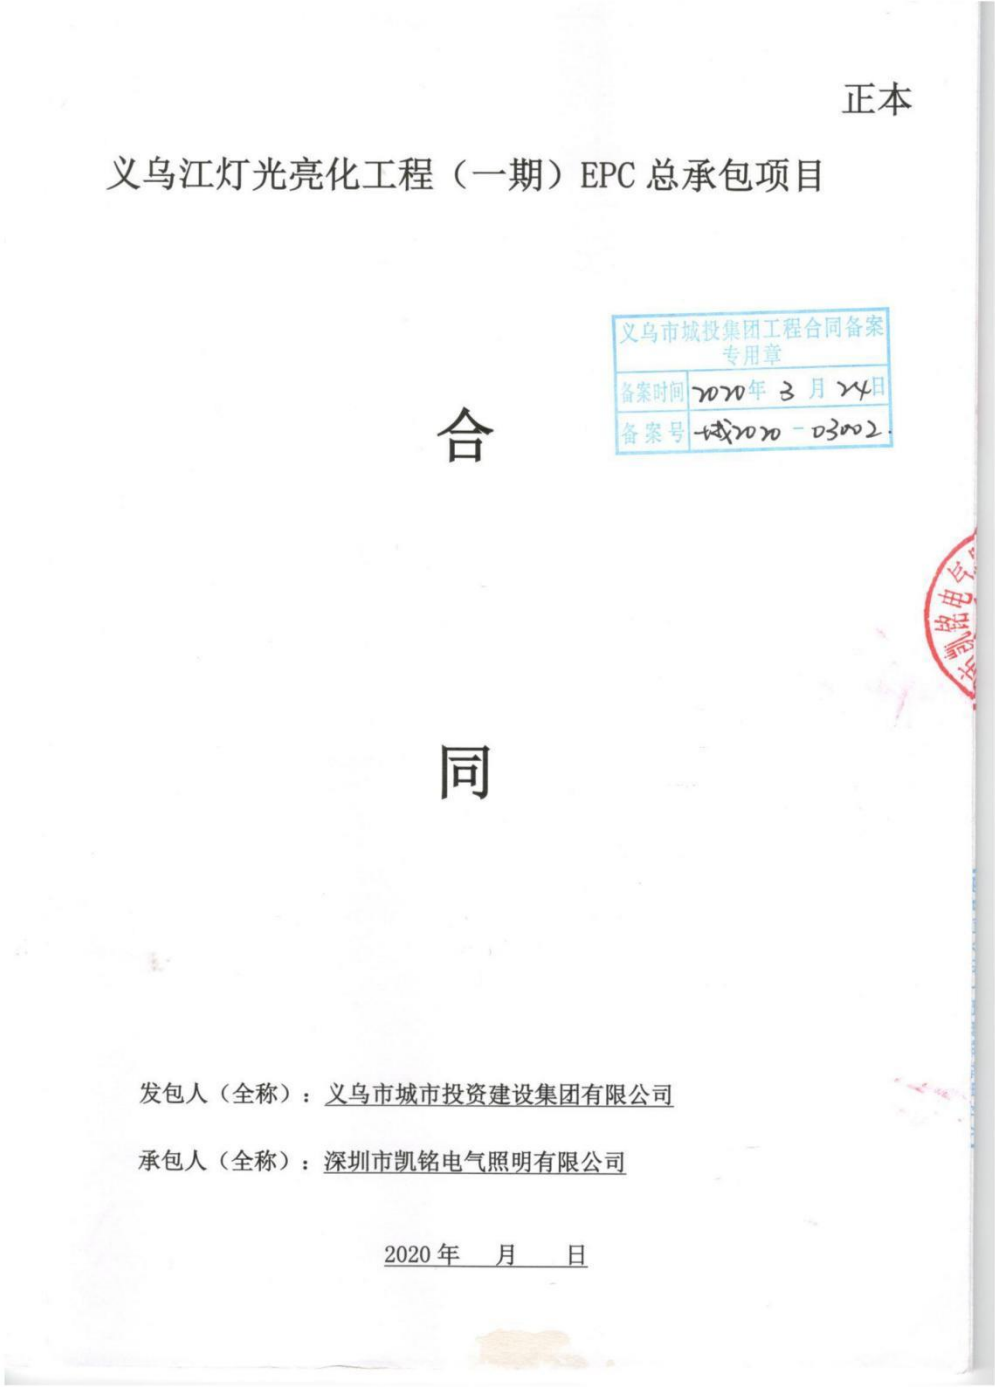 正本
义乌江灯光亮化工程（一期）EPC 总承包项目
义乌市城投集团工程合同备案
专用章
备案时间 2020年 3 月 24日
备案号 城2020-03002.
合
同
凯铭电气
发包人（全称）：义乌市城市投资建设集团有限公司
承包人（全称）：深圳市凯铭电气照明有限公司
2020年 月 日